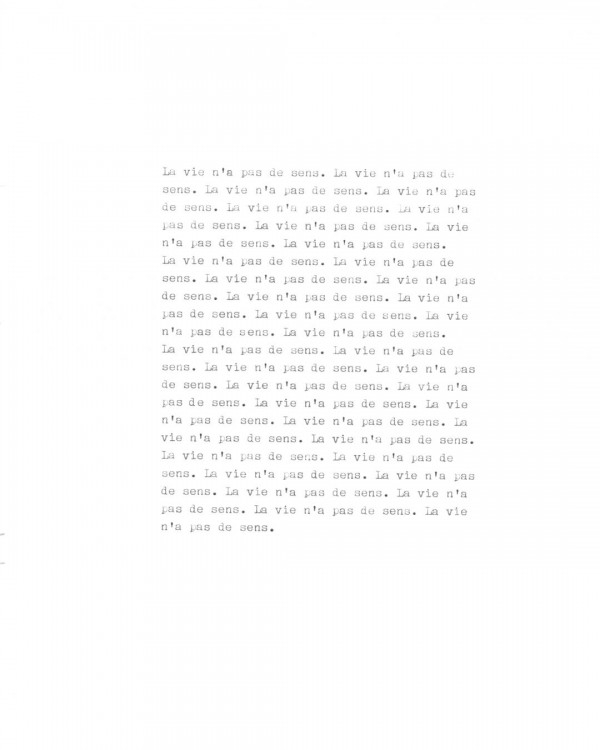 La vie n'a pas de sens. La vie n'a pas de
sens. La vie n'a pas de sens. La vie n'a pas
de sens. La vie n'a pas de sens. La vie n'a
pas de sens. La vie n'a pas de sens. La vie
n'a pas de sens. La vie n'a pas de sens.
La vie n'a pas de sens. La vie n'a pas de
sens. La vie n'a pas de sens. La vie n'a pas
de sens. La vie n'a pas de sens. La vie n'a
pas de sens. La vie n'a pas de sens. La vie
n'a pas de sens. La vie n'a pas de sens.
La vie n'a pas de sens. La vie n'a pas de
sens. La vie n'a pas de sens. La vie n'a pas
de sens. La vie n'a pas de sens. La vie n'a
pas de sens. La vie n'a pas de sens. La vie
n'a pas de sens. La vie n'a pas de sens. La
vie n'a pas de sens. La vie n'a pas de sens.
La vie n'a pas de sens. La vie n'a pas de
sens. La vie n'a pas de sens. La vie n'a pas
de sens. La vie n'a pas de sens. La vie n'a
pas de sens. La vie n'a pas de sens. La vie
n'a pas de sens.